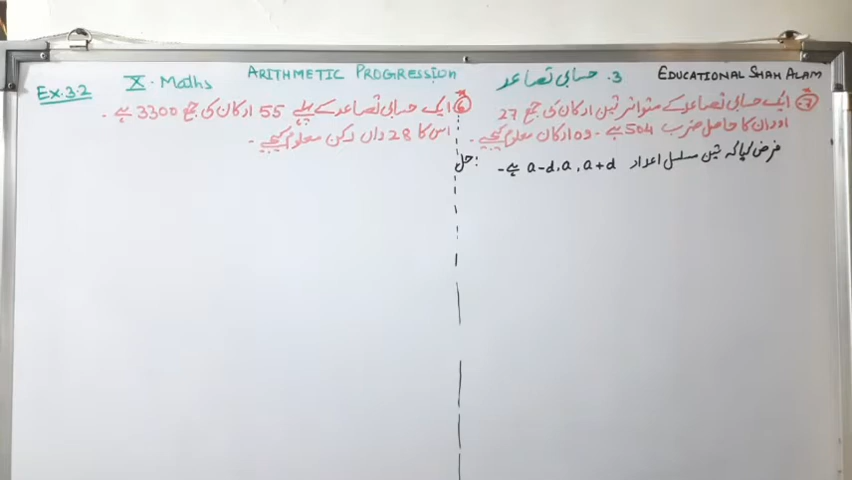 Ex.3.2
X. Maths
ARITHMETIC PROGRESSION
3. حسابی تصاعد
EDUCATIONAL SHAH ALAM
7* ایک حسابی تصاعد کے متواتر تین ارکان کی جمع 27
اور ان کا حاصل ضرب 504 ہے۔ وہ ارکان معلوم کیجیے۔
فرض کیا کہ تین مسلسل اعداد a-d, a, a+d ہے۔
6* ایک حسابی تصاعد کے پہلے 55 ارکان کی جمع 3300 ہے۔
اس کا 28 واں رکن معلوم کیجیے۔
حل: